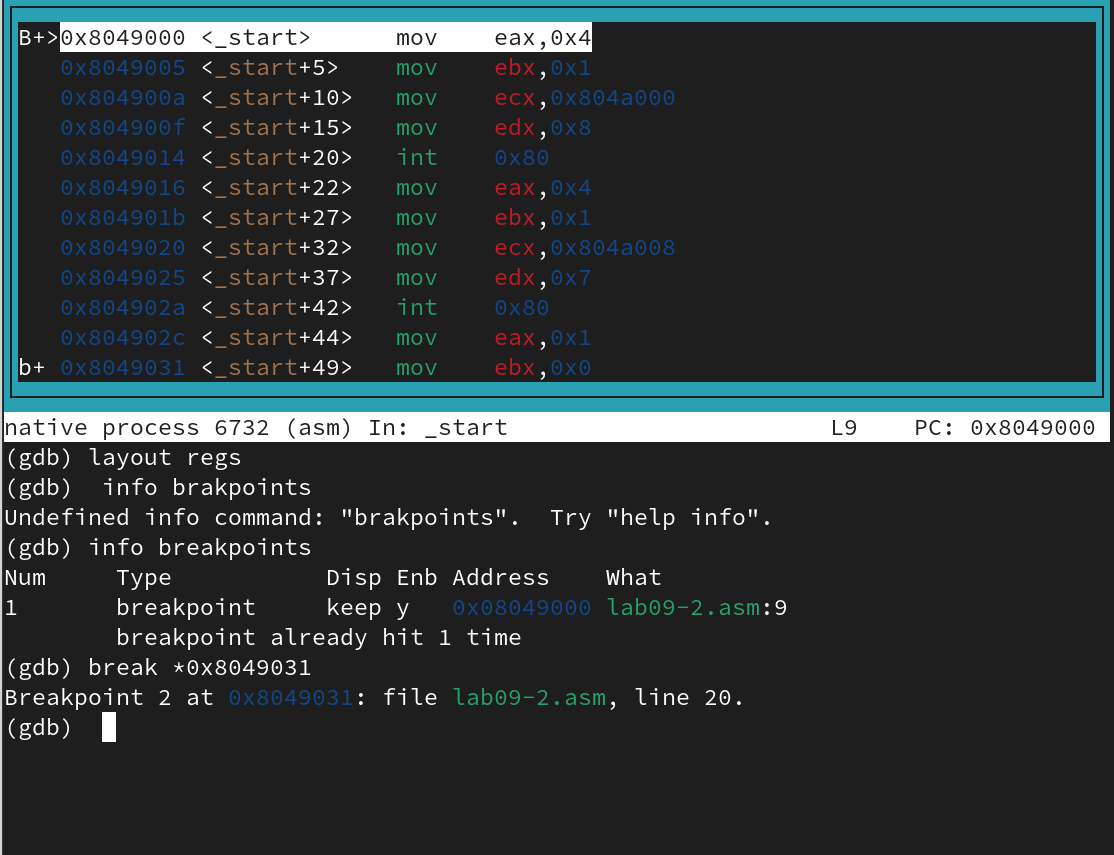 B+>0x8049000 <_start>      mov    eax,0x4
   0x8049005 <_start+5>    mov    ebx,0x1
   0x804900a <_start+10>   mov    ecx,0x804a000
   0x804900f <_start+15>   mov    edx,0x8
   0x8049014 <_start+20>   int    0x80
   0x8049016 <_start+22>   mov    eax,0x4
   0x804901b <_start+27>   mov    ebx,0x1
   0x8049020 <_start+32>   mov    ecx,0x804a008
   0x8049025 <_start+37>   mov    edx,0x7
   0x804902a <_start+42>   int    0x80
   0x804902c <_start+44>   mov    eax,0x1
b+ 0x8049031 <_start+49>   mov    ebx,0x0
native process 6732 (asm) In: _start                       L9    PC: 0x8049000
(gdb) layout regs
(gdb)  info brakpoints
Undefined info command: "brakpoints".  Try "help info".
(gdb) info breakpoints
Num     Type           Disp Enb Address    What
1       breakpoint     keep y   0x08049000 lab09-2.asm:9
        breakpoint already hit 1 time
(gdb) break *0x8049031
Breakpoint 2 at 0x8049031: file lab09-2.asm, line 20.
(gdb)